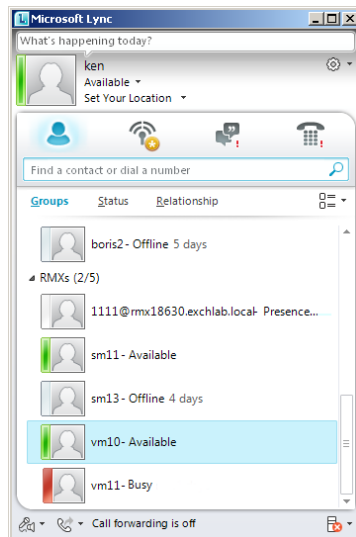 Microsoft Lync
What's happening today?
ken
Available
Set Your Location
Find a contact or dial a number
Groups Status Relationship
boris2 - Offline 5 days
RMXs (2/5)
1111@rmx18630.exchlab.local- Presence...
sm11 - Available
sm13 - Offline 4 days
vm10 - Available
vm11 - Busy
Call forwarding is off